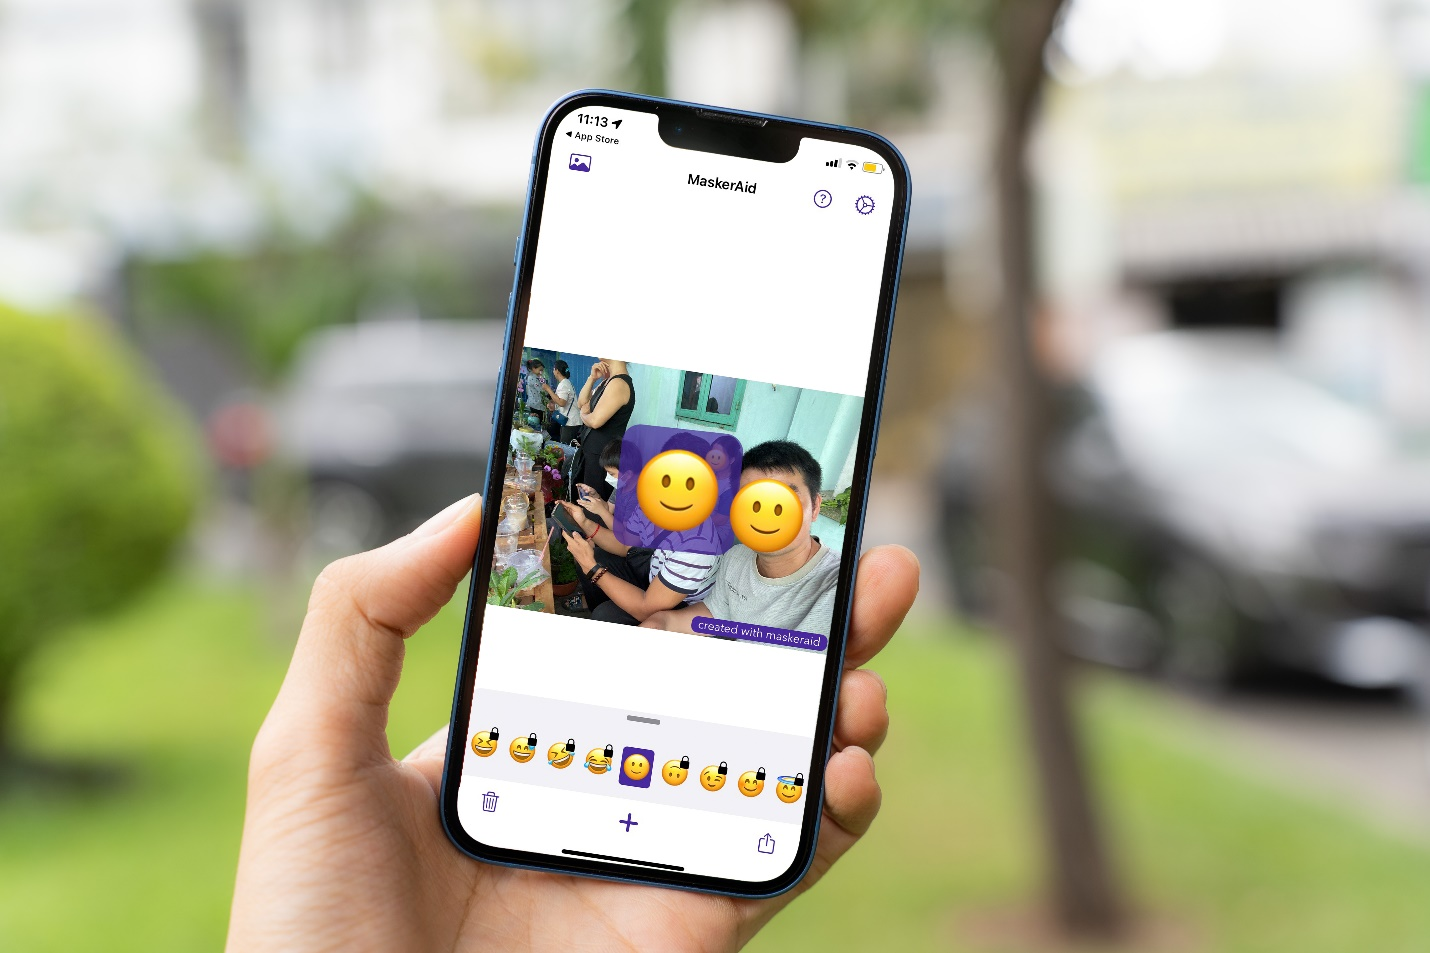 11:13
App Store
MaskerAid
?
created with maskeraid